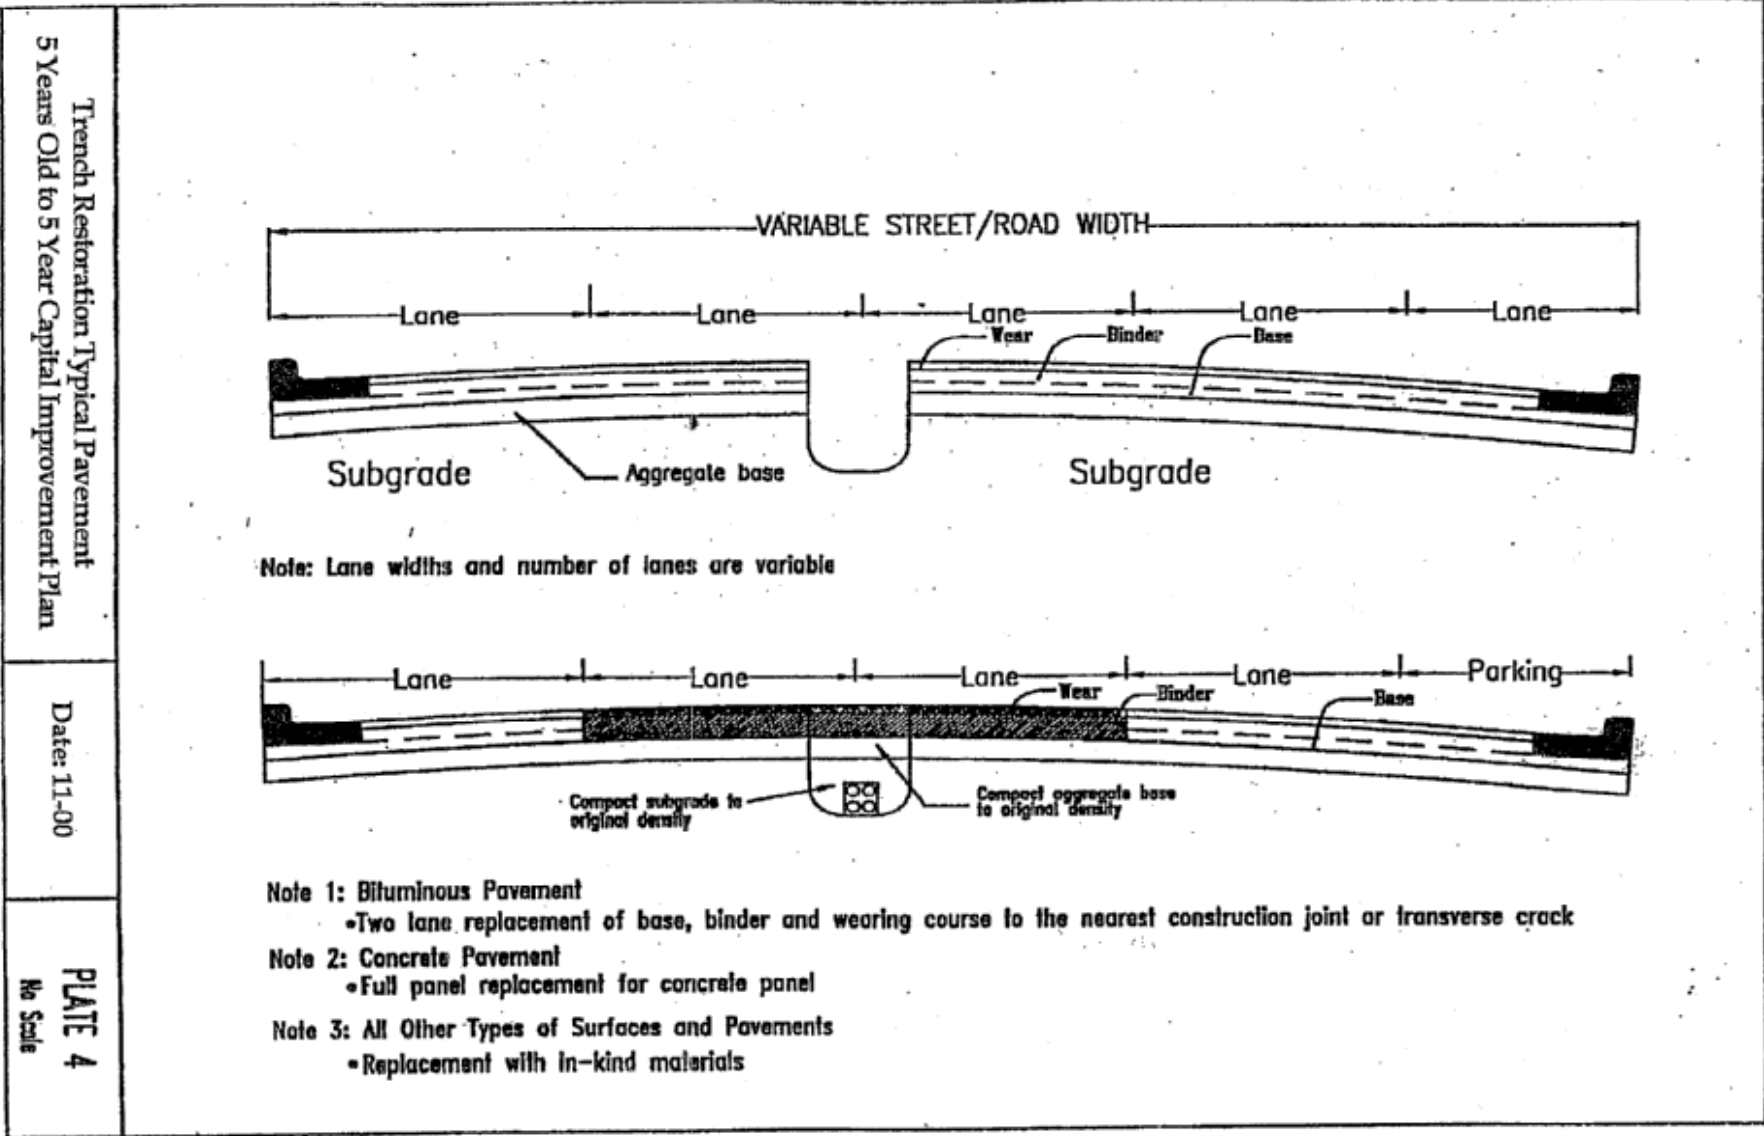 Trench Restoration Typical Pavement
5 Years Old to 5 Year Capital Improvement Plan
Date: 11-00
PLATE 4
No Scale
VARIABLE STREET/ROAD WIDTH
Lane Lane Lane Lane Lane
Wear Binder Base
Subgrade Aggregate base Subgrade
Note: Lane widths and number of lanes are variable
Lane Lane Lane Lane Parking
Wear Binder Base
Compact subgrade to
original density
Compact aggregate base
to original density
Note 1: Bituminous Pavement
•Two lane replacement of base, binder and wearing course to the nearest construction joint or transverse crack
Note 2: Concrete Pavement
•Full panel replacement for concrete panel
Note 3: All Other Types of Surfaces and Pavements
•Replacement with in-kind materials